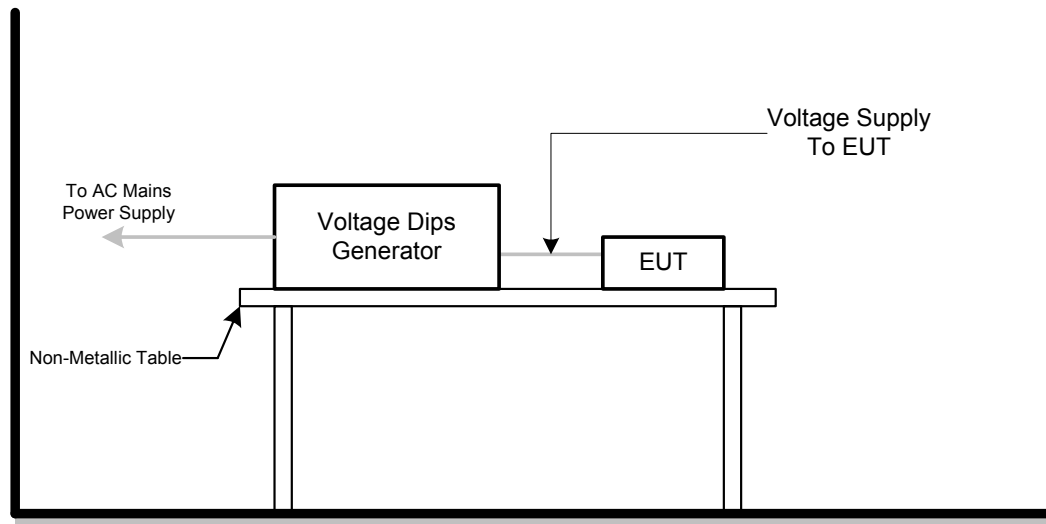 Voltage Supply
To EUT
To AC Mains
Power Supply
Voltage Dips
Generator
EUT
Non-Metallic Table